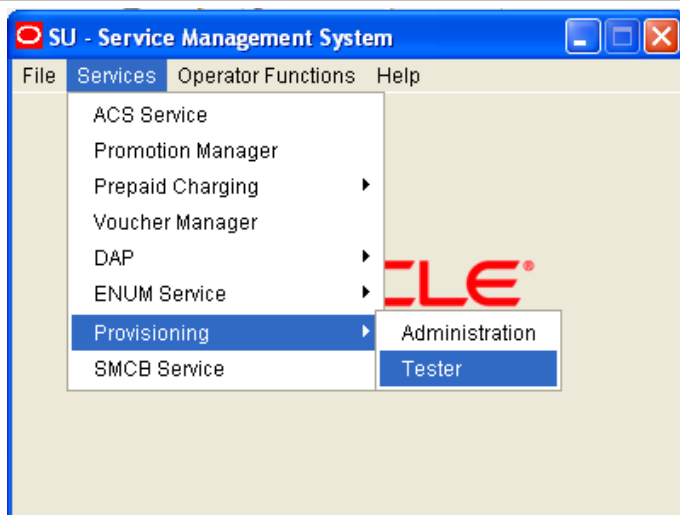 SU - Service Management System
File Services Operator Functions Help
ACS Service
Promotion Manager
Prepaid Charging
Voucher Manager
DAP
ENUM Service
CLE®
Provisioning
Administration
SMCB Service
Tester